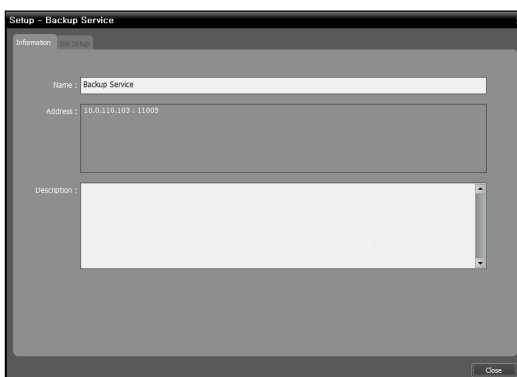 Setup - Backup Service
Information Site Setup
Name : Backup Service
Address : 10.0.110.103 : 11005
Description :
Close